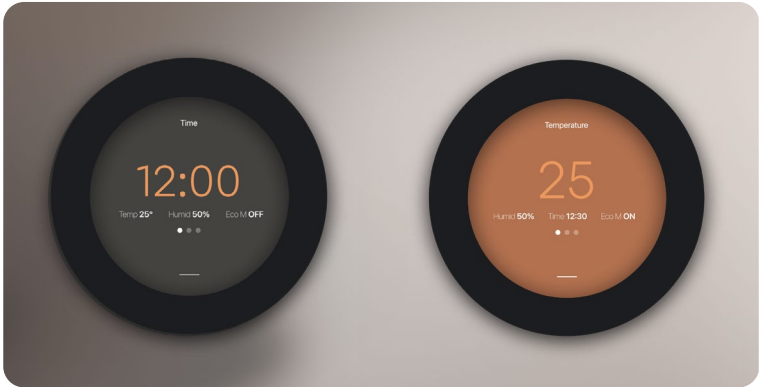 Time
12:00
Temp 25° Humid 50% Eco M OFF
Temperature
25
Humid 50% Time 12:30 Eco M ON